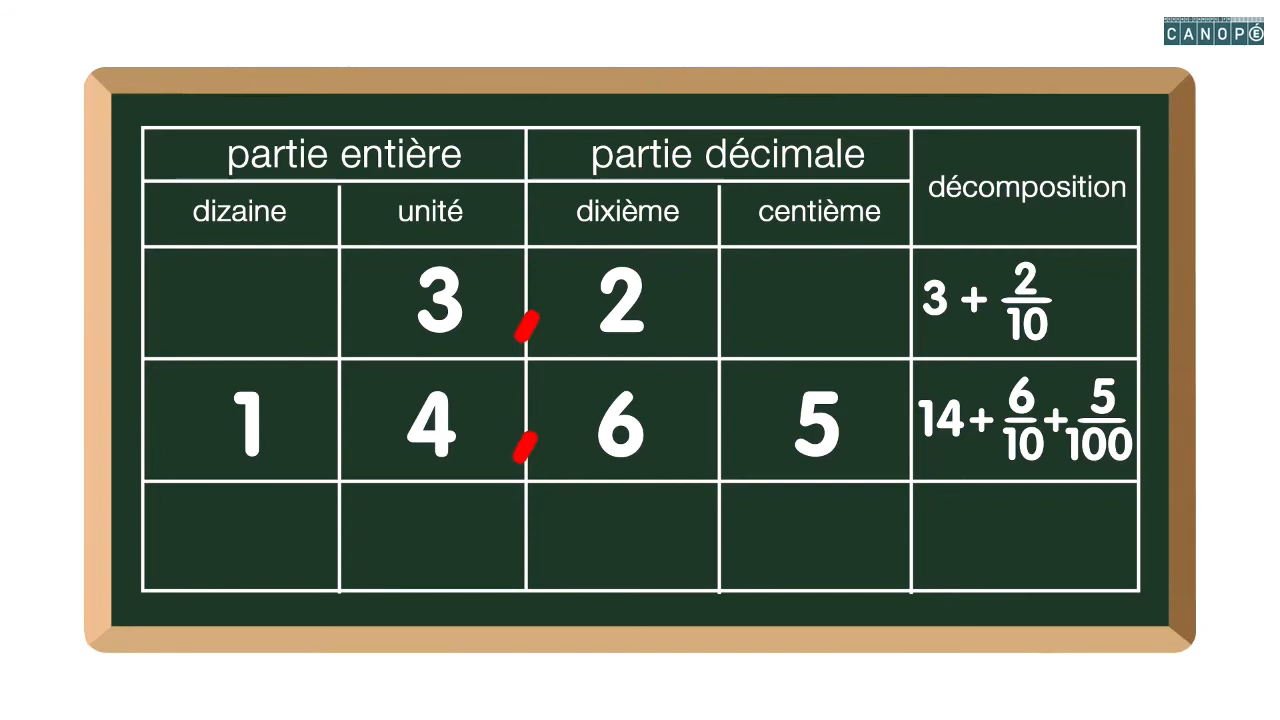 CANOPÉ
partie entière partie décimale décomposition
dizaine unité dixième centième
3 , 2 3 + 2/10
1 4 , 6 5 14 + 6/10 + 5/100